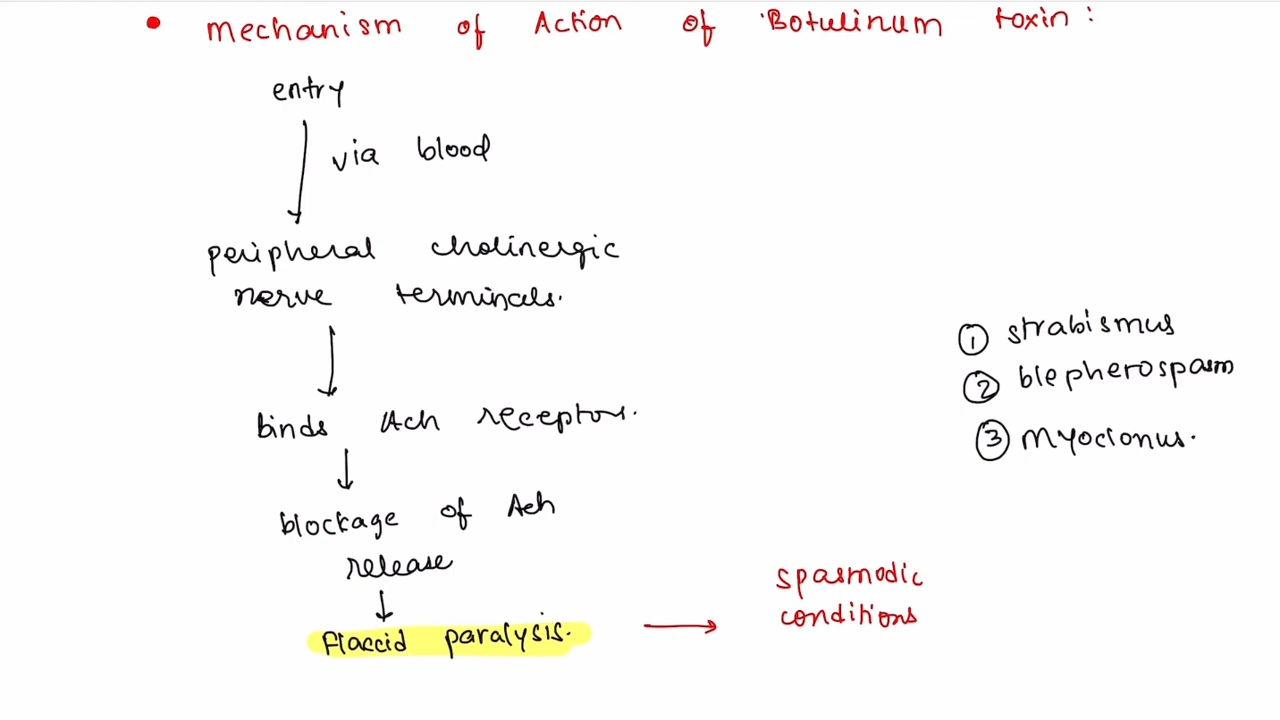 • mechanism of Action of Botulinum toxin:
entry
via blood
peripheral cholinergic
nerve terminals.
binds Ach receptor.
blockage of Ach
release
flaccid paralysis.
spasmodic
conditions
① strabismus
② blepherospasm
③ myoclonus.